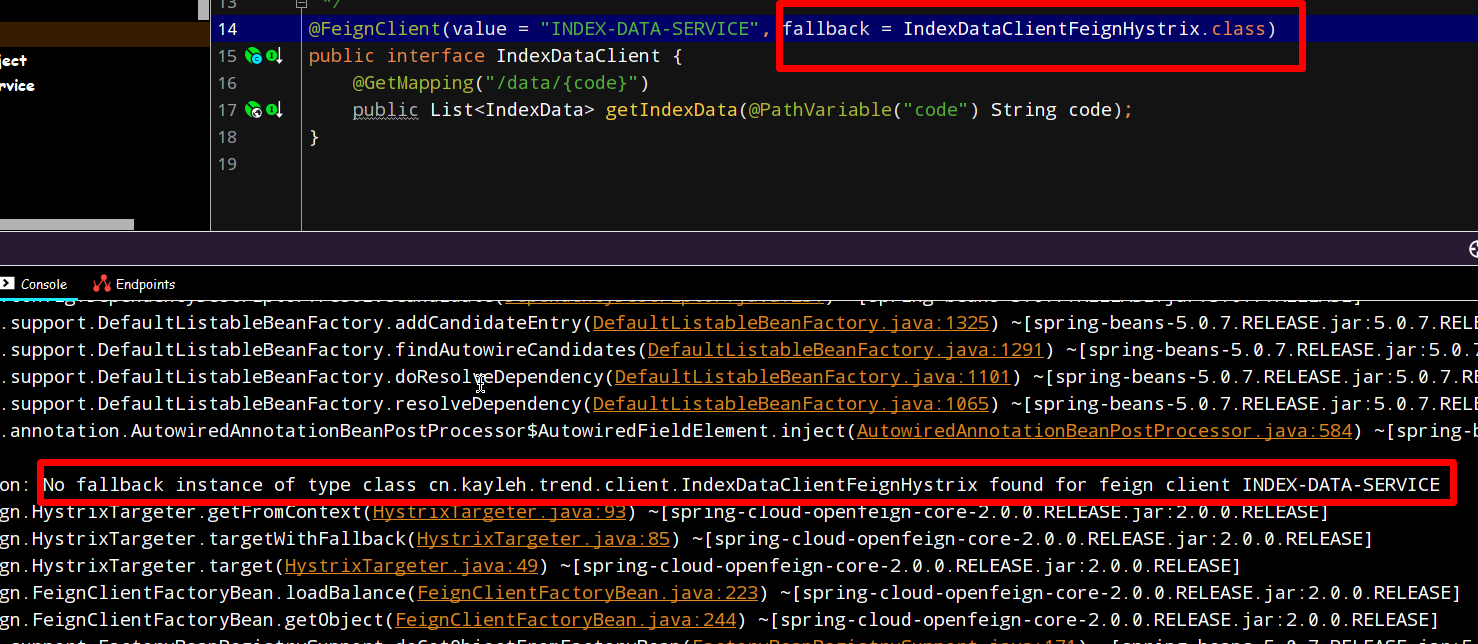 13 */
14 @FeignClient(value = "INDEX-DATA-SERVICE", fallback = IndexDataClientFeignHystrix.class)
ject
15 public interface IndexDataClient {
rvice
16 @GetMapping("/data/{code}")
17 public List<IndexData> getIndexData(@PathVariable("code") String code);
18 }
19
Console Endpoints
.support.DefaultListableBeanFactory.addCandidateEntry(DefaultListableBeanFactory.java:1325) ~[spring-beans-5.0.7.RELEASE.jar:5.0.7.RELE
.support.DefaultListableBeanFactory.findAutowireCandidates(DefaultListableBeanFactory.java:1291) ~[spring-beans-5.0.7.RELEASE.jar:5.0.7
.support.DefaultListableBeanFactory.doResolveDependency(DefaultListableBeanFactory.java:1101) ~[spring-beans-5.0.7.RELEASE.jar:5.0.7.RE
.support.DefaultListableBeanFactory.resolveDependency(DefaultListableBeanFactory.java:1065) ~[spring-beans-5.0.7.RELEASE.jar:5.0.7.RELE
.annotation.AutowiredAnnotationBeanPostProcessor$AutowiredFieldElement.inject(AutowiredAnnotationBeanPostProcessor.java:584) ~[spring-b
on: No fallback instance of type class cn.kayleh.trend.client.IndexDataClientFeignHystrix found for feign client INDEX-DATA-SERVICE
gn.HystrixTargeter.getFromContext(HystrixTargeter.java:93) ~[spring-cloud-openfeign-core-2.0.0.RELEASE.jar:2.0.0.RELEASE]
gn.HystrixTargeter.targetWithFallback(HystrixTargeter.java:85) ~[spring-cloud-openfeign-core-2.0.0.RELEASE.jar:2.0.0.RELEASE]
gn.HystrixTargeter.target(HystrixTargeter.java:49) ~[spring-cloud-openfeign-core-2.0.0.RELEASE.jar:2.0.0.RELEASE]
gn.FeignClientFactoryBean.loadBalance(FeignClientFactoryBean.java:223) ~[spring-cloud-openfeign-core-2.0.0.RELEASE.jar:2.0.0.RELEASE]
gn.FeignClientFactoryBean.getObject(FeignClientFactoryBean.java:244) ~[spring-cloud-openfeign-core-2.0.0.RELEASE.jar:2.0.0.RELEASE]